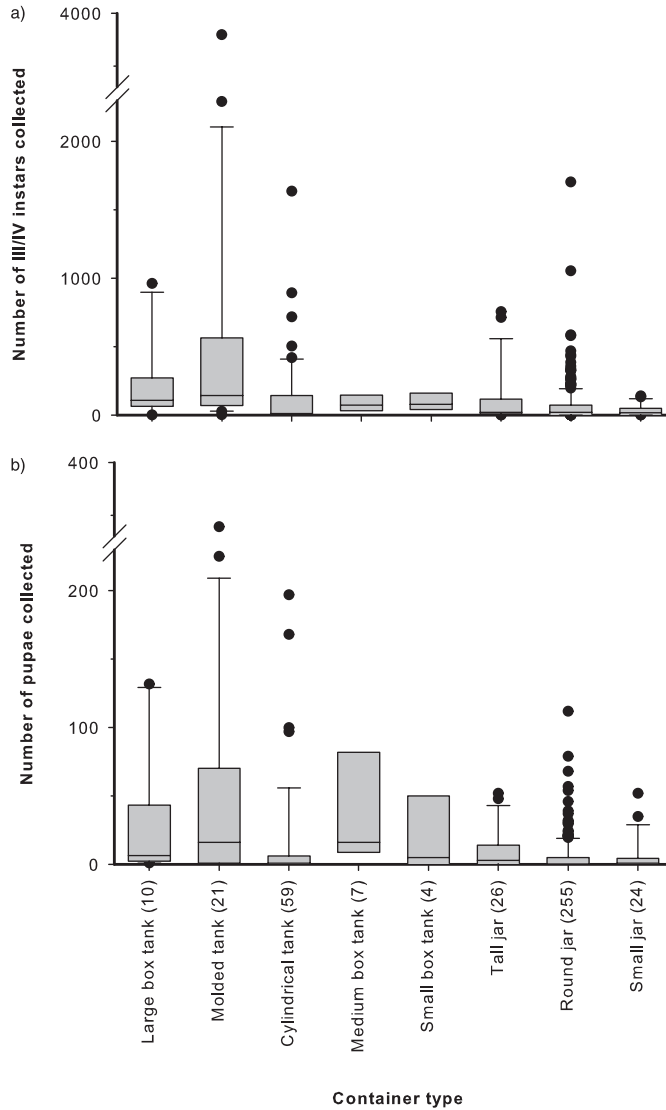 a)
4000
2000
1000
0
Number of III/IV instars collected
b)
400
200
100
0
Number of pupae collected
Large box tank (10)
Molded tank (21)
Cylindrical tank (59)
Medium box tank (7)
Small box tank (4)
Tall jar (26)
Round jar (255)
Small jar (24)
Container type